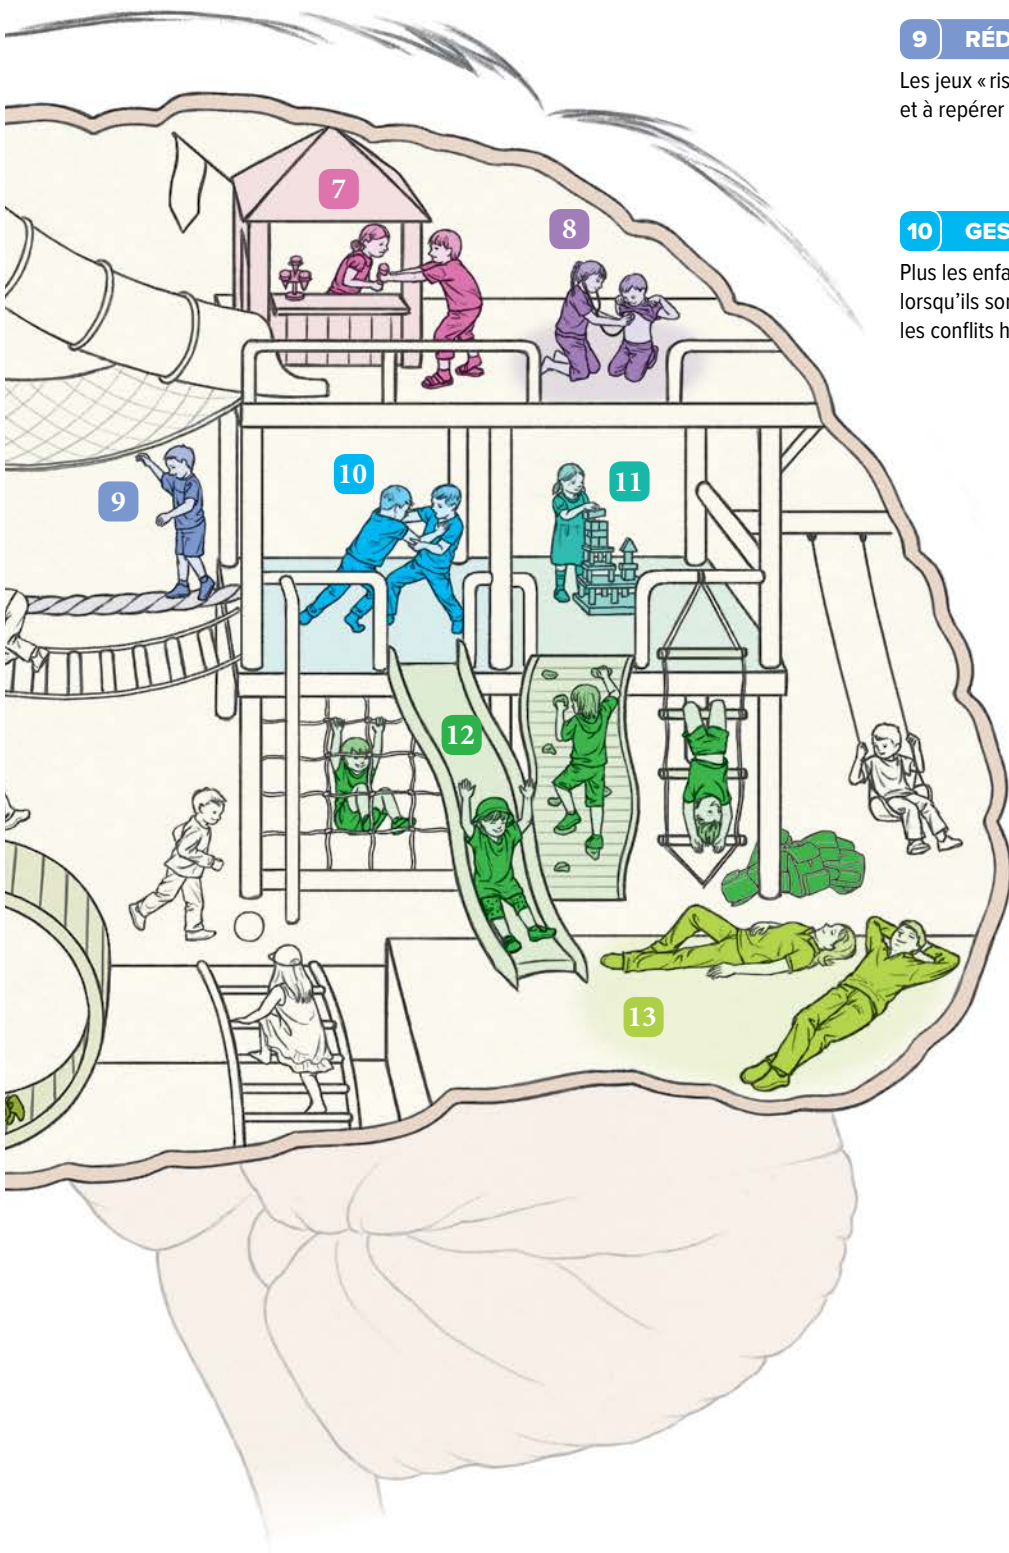 9 RÉD
Les jeux « ris
et à repérer
7
8
10 GES
Plus les enfa
lorsqu'ils sor
les conflits h
10
11
9
12
13